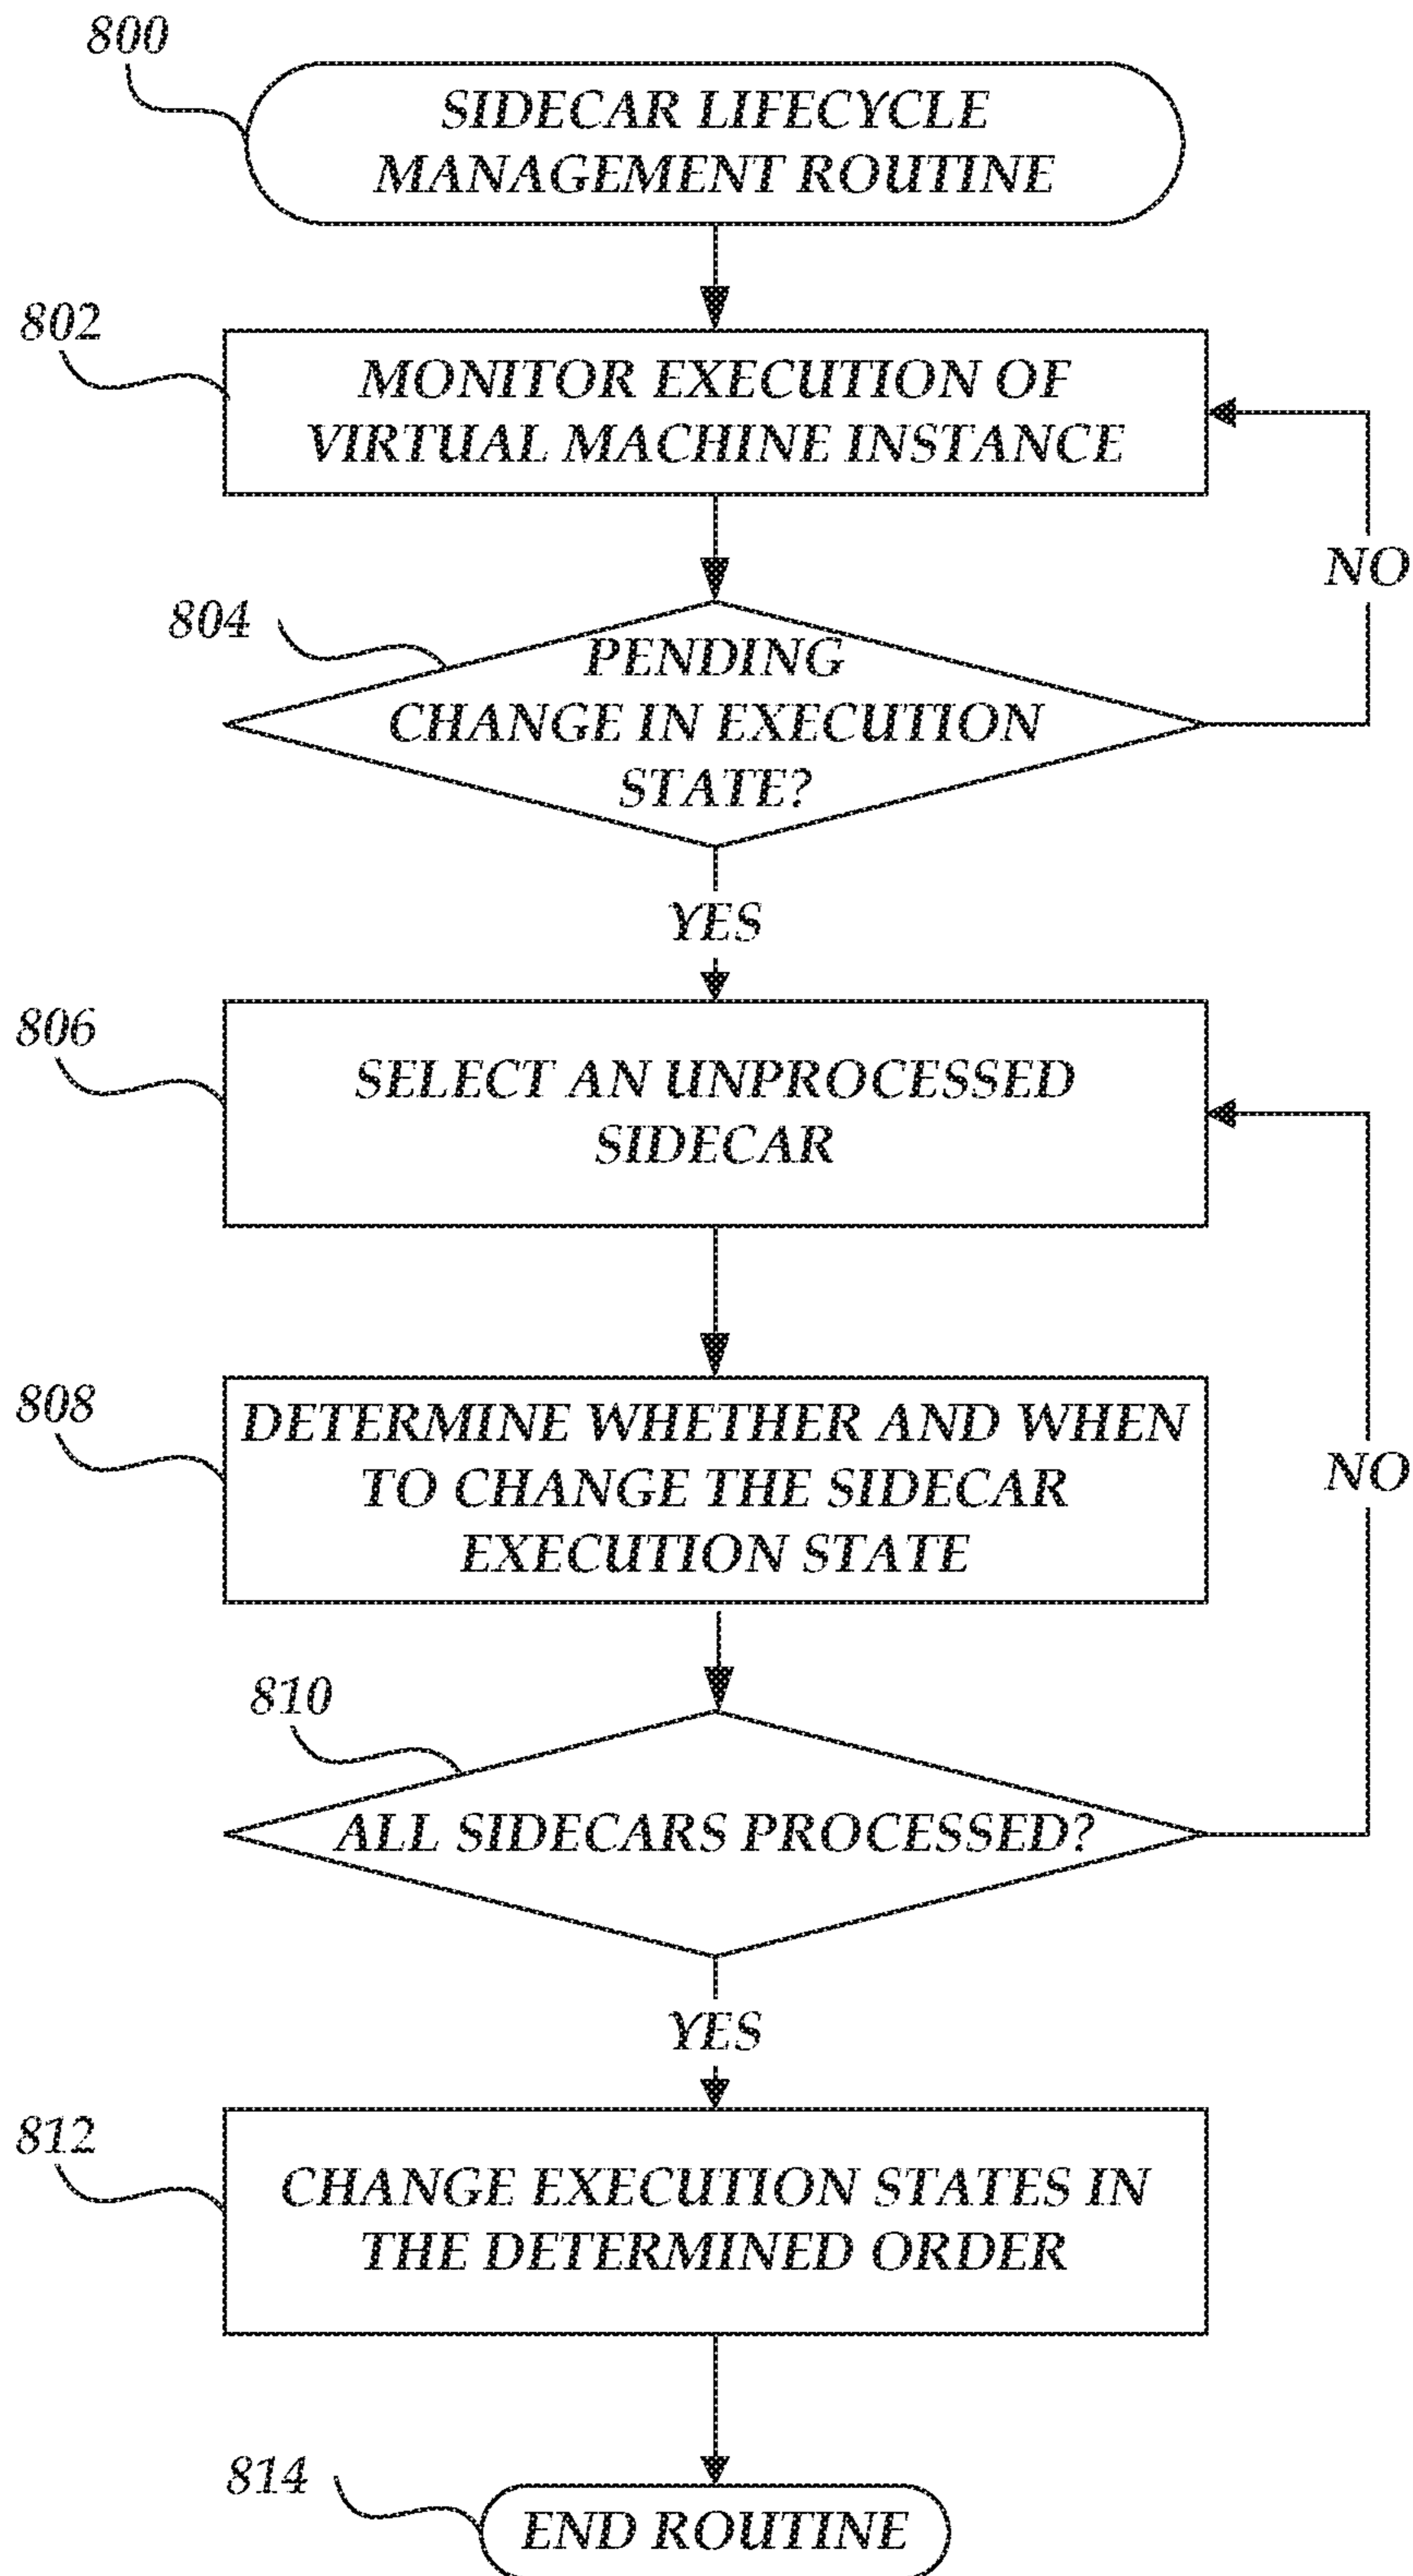 800
SIDECAR LIFECYCLE
MANAGEMENT ROUTINE
802
MONITOR EXECUTION OF
VIRTUAL MACHINE INSTANCE
NO
804
PENDING
CHANGE IN EXECUTION
STATE?
YES
806
SELECT AN UNPROCESSED
SIDECAR
808
DETERMINE WHETHER AND WHEN
TO CHANGE THE SIDECAR
EXECUTION STATE
NO
810
ALL SIDECARS PROCESSED?
YES
812
CHANGE EXECUTION STATES IN
THE DETERMINED ORDER
814
END ROUTINE